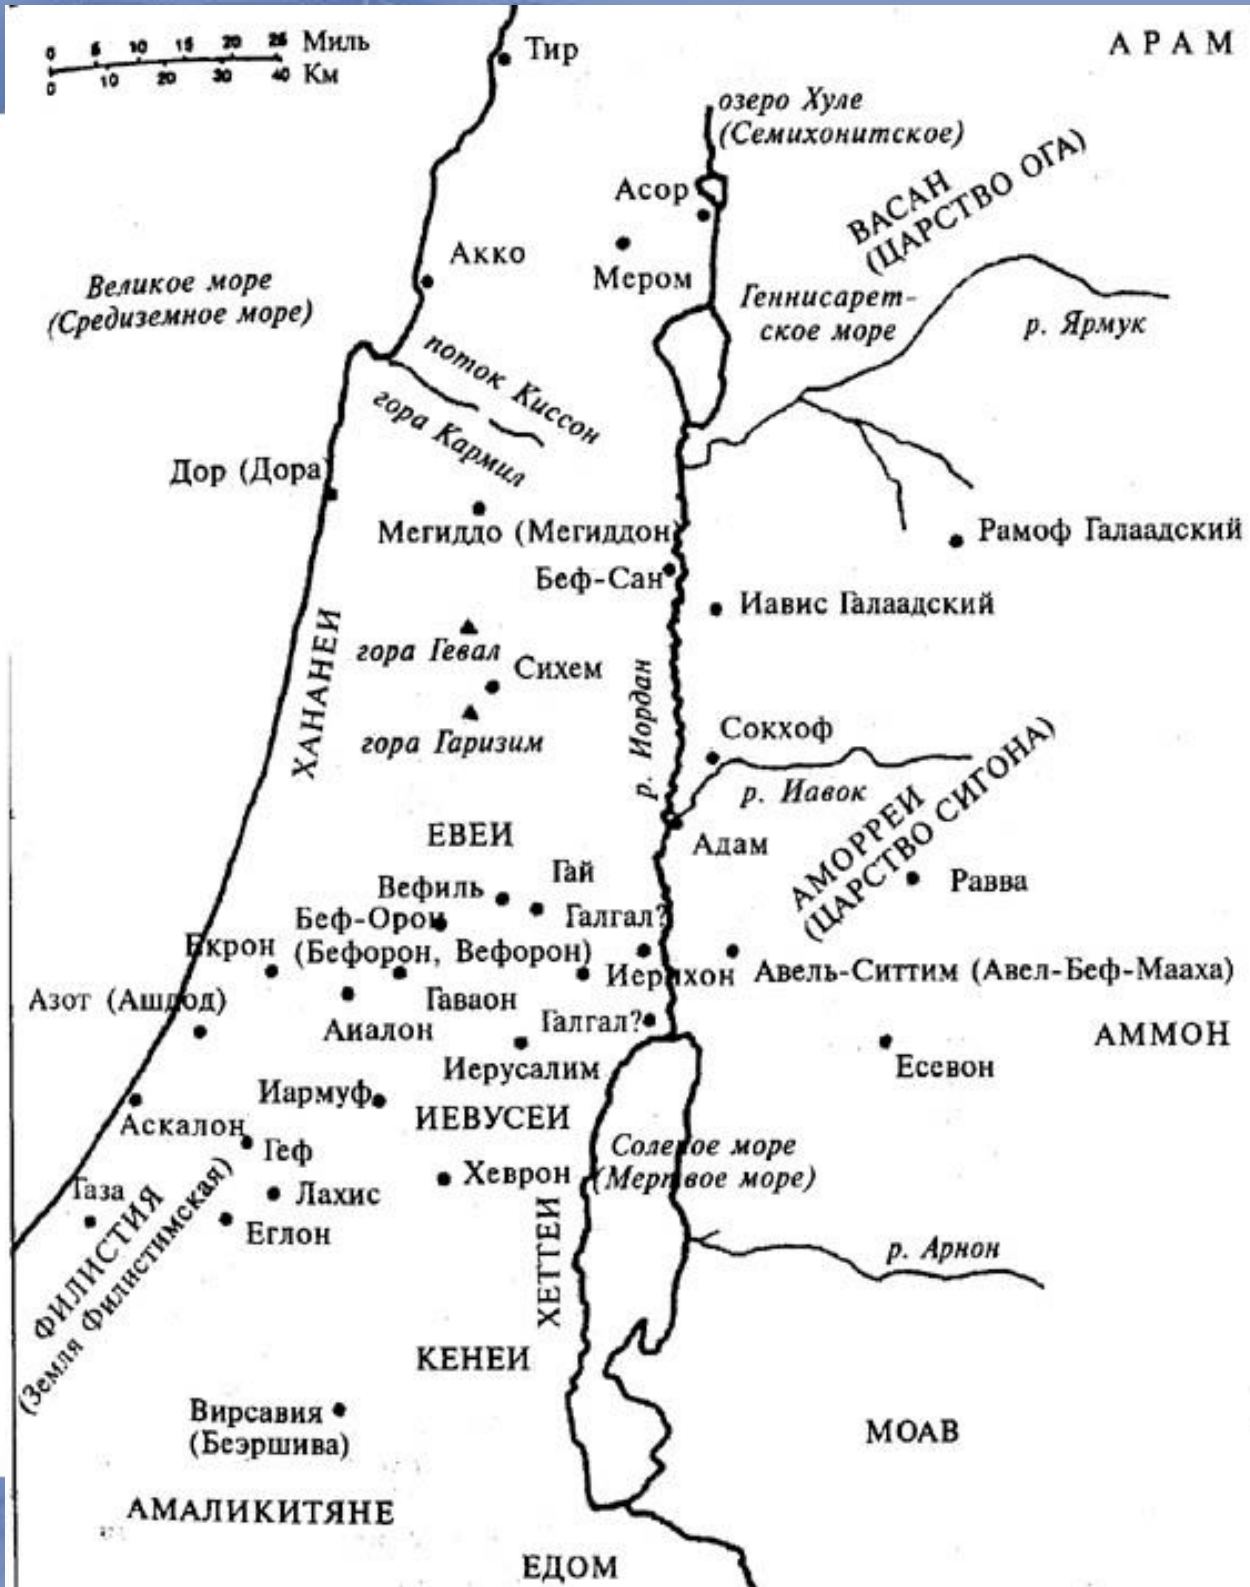 0 5 10 15 20 25 Миль
0 10 20 30 40 Км
Тир
АРАМ
озеро Хуле
(Семихонитское)
Асор
ВАСАН
(ЦАРСТВО ОГА)
Мером
Акко
Великое море
(Средиземное море)
Геннисарет-
ское море
р. Ярмук
поток Киссон
гора Кармил
Дор (Дора)
Мегиддо (Мегиддон)
Рамоф Галаадский
Беф-Сан
Иавис Галаадский
ХАНАНЕИ
гора Гевал
Сихем
гора Гаризим
р. Иордан
Сокхоф
р. Иавок
Адам
АМОРРЕИ
(ЦАРСТВО СИГОНА)
ЕВЕИ
Равва
Гай
Вефиль
Галгал?
Беф-Орон
(Бефорон, Вефорон)
Екрон
Иерихон
Авель-Ситтим (Авел-Беф-Мааха)
Азот (Ашдод)
Гаваон
Аиалон
Галгал?
АММОН
Иерусалим
Есевон
Иармуф
ИЕВУСЕИ
Аскалон
Геф
Соленое море
(Мертвое море)
Хеврон
Лахис
Газа
Еглон
ХЕТТЕИ
р. Арнон
ФИЛИСТИЯ
(Земля Филистимская)
КЕНЕИ
Вирсавия
(Беэршива)
МОАВ
АМАЛИКИТЯНЕ
ЕДОМ